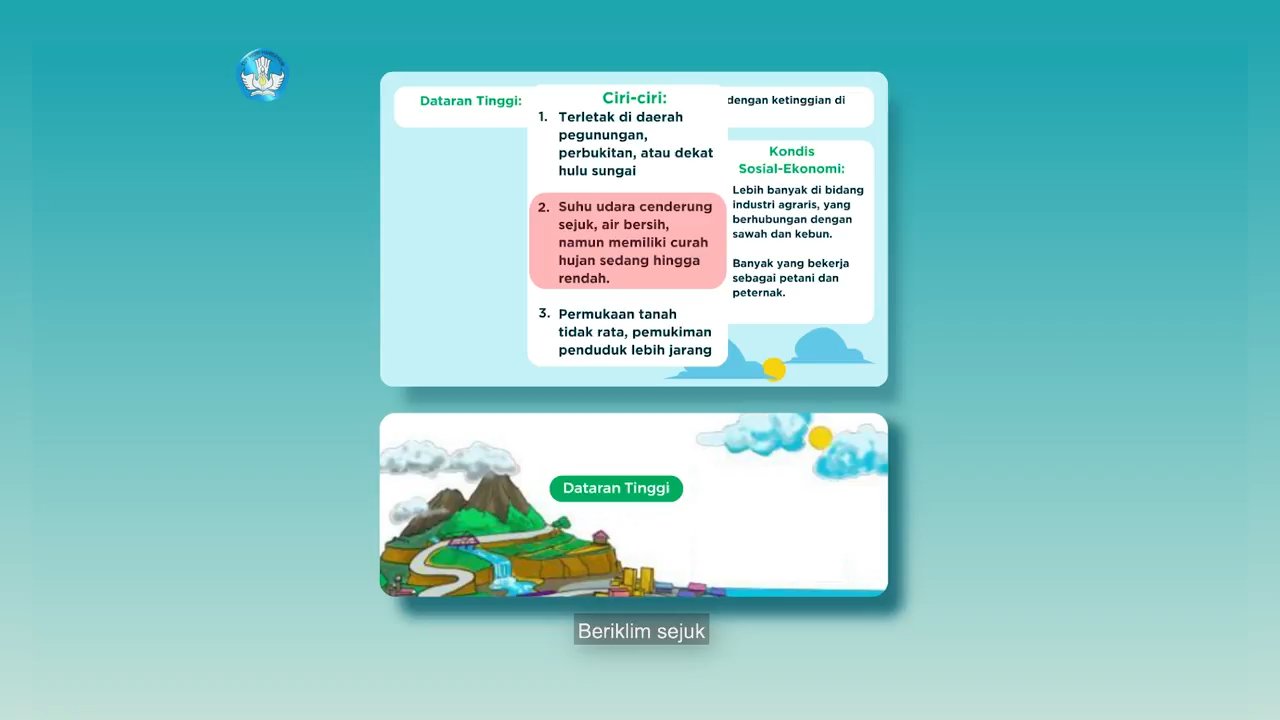 Dataran Tinggi:
dengan ketinggian di
Ciri-ciri:
1. Terletak di daerah
pegunungan,
perbukitan, atau dekat
hulu sungai
2. Suhu udara cenderung
sejuk, air bersih,
namun memiliki curah
hujan sedang hingga
rendah.
3. Permukaan tanah
tidak rata, pemukiman
penduduk lebih jarang
Kondis
Sosial-Ekonomi:
Lebih banyak di bidang
industri agraris, yang
berhubungan dengan
sawah dan kebun.
Banyak yang bekerja
sebagai petani dan
peternak.
Dataran Tinggi
Beriklim sejuk